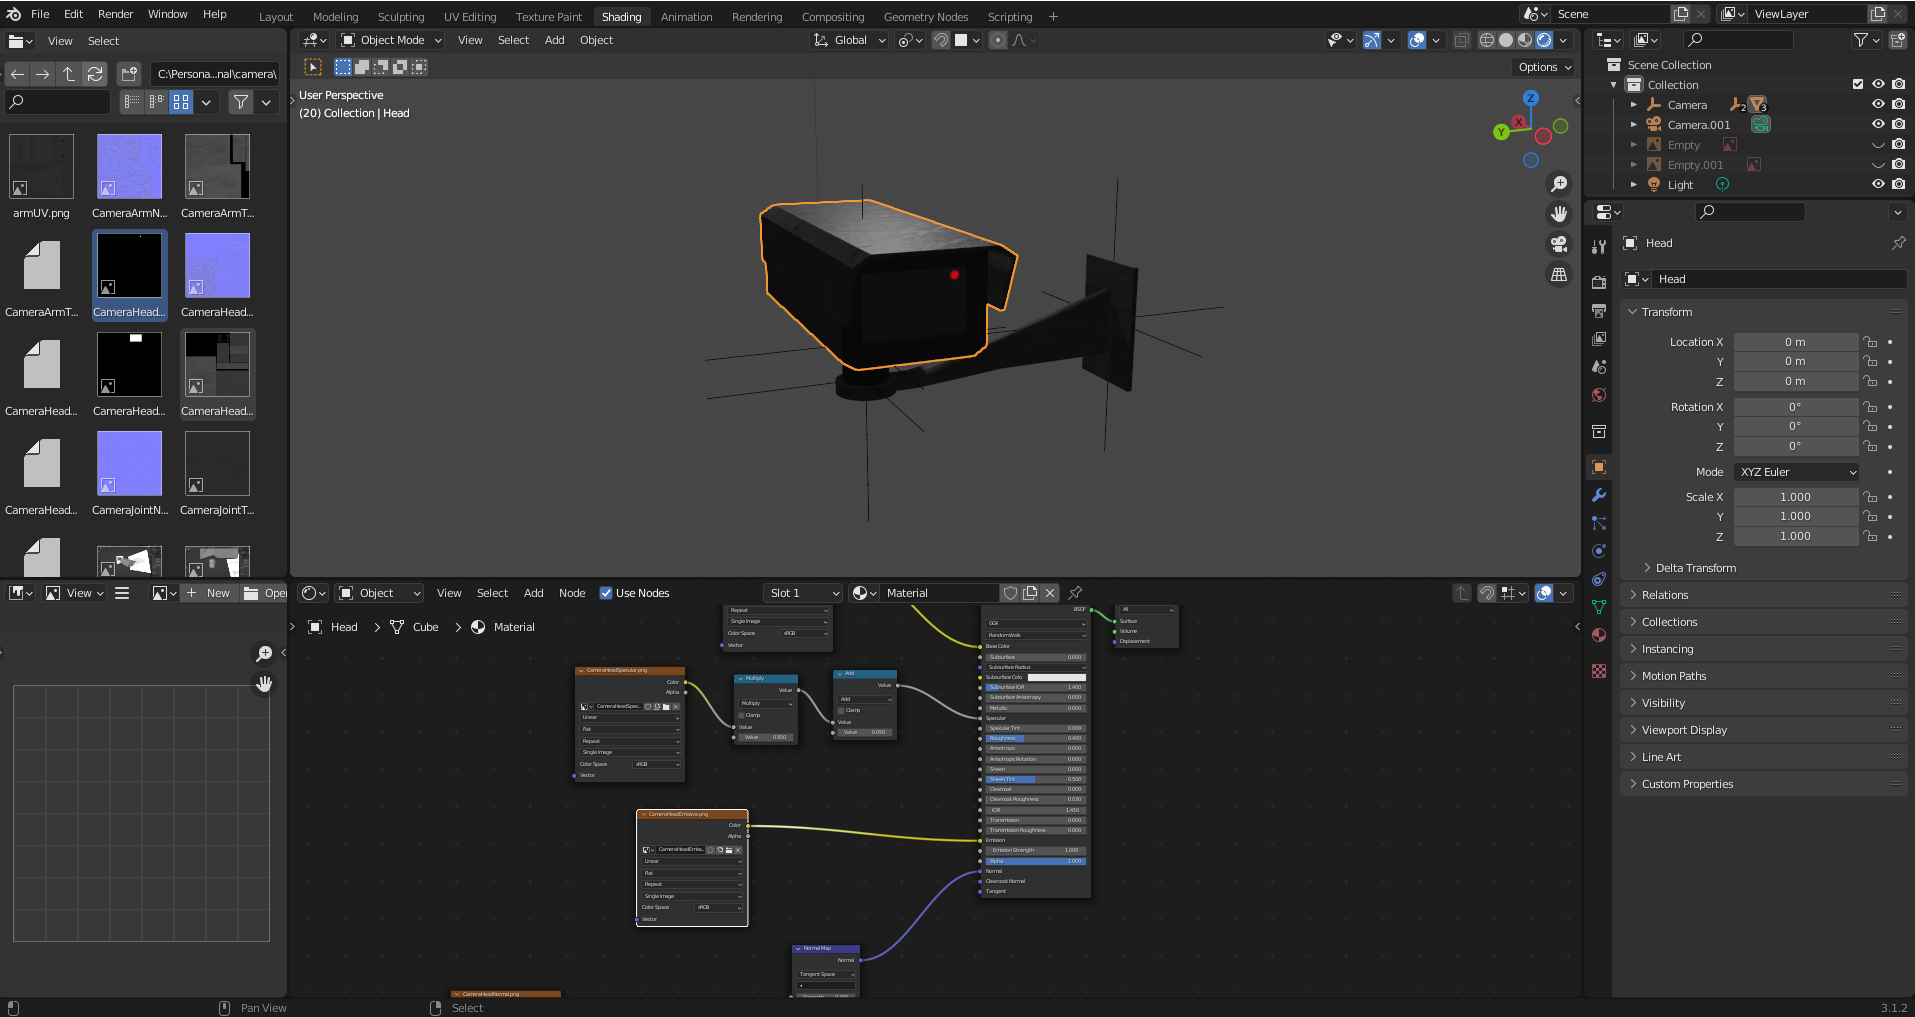 File Edit Render Window Help
Layout Modeling Sculpting UV Editing Texture Paint Shading Animation Rendering Compositing Geometry Nodes Scripting +
Scene
ViewLayer
View Select
C:\Persona...nal\camera\
armUV.png CameraArmN... CameraArmT...
CameraArmT... CameraHead... CameraHead...
CameraHead... CameraHead... CameraHead...
CameraHead... CameraJointN... CameraJointT...
Object Mode View Select Add Object
Global
Options
User Perspective
(20) Collection | Head
Z
X
Y
Scene Collection
Collection
Camera 2 3
Camera.001
Empty
Empty.001
Light
Head
Head
Transform
Location X 0 m
Y 0 m
Z 0 m
Rotation X 0°
Y 0°
Z 0°
Mode XYZ Euler
Scale X 1.000
Y 1.000
Z 1.000
Delta Transform
Relations
Collections
Instancing
Motion Paths
Visibility
Viewport Display
Line Art
Custom Properties
View
+ New
Open
Object View Select Add Node Use Nodes
Slot 1
Material
Head > Cube > Material
Repeat
Single Image
Color Space sRGB
Vector
CameraHeadSpecular.png
Color
Alpha
CameraHeadSpec...
Linear
Flat
Repeat
Single Image
Color Space sRGB
Vector
Multiply
Value
Multiply
Clamp
Value
Value 0.950
Add
Value
Add
Clamp
Value
Value 0.050
CameraHeadEmissive.png
Color
Alpha
CameraHeadEmiss...
Linear
Flat
Repeat
Single Image
Color Space sRGB
Vector
BSDF
GGX
Random Walk
Base Color
Subsurface 0.000
Subsurface Radius
Subsurface Colo
Subsurface IOR 1.400
Subsurface Anisotropy 0.000
Metallic 0.000
Specular
Specular Tint 0.000
Roughness 0.400
Anisotropic 0.000
Anisotropic Rotation 0.000
Sheen 0.000
Sheen Tint 0.500
Clearcoat 0.000
Clearcoat Roughness 0.030
IOR 1.450
Transmission 0.000
Transmission Roughness 0.000
Emission
Emission Strength 1.000
Alpha 1.000
Normal
Clearcoat Normal
Tangent
All
Surface
Volume
Displacement
Normal Map
Normal
Tangent Space
CameraHeadNormal.png
Pan View
Select
3.1.2